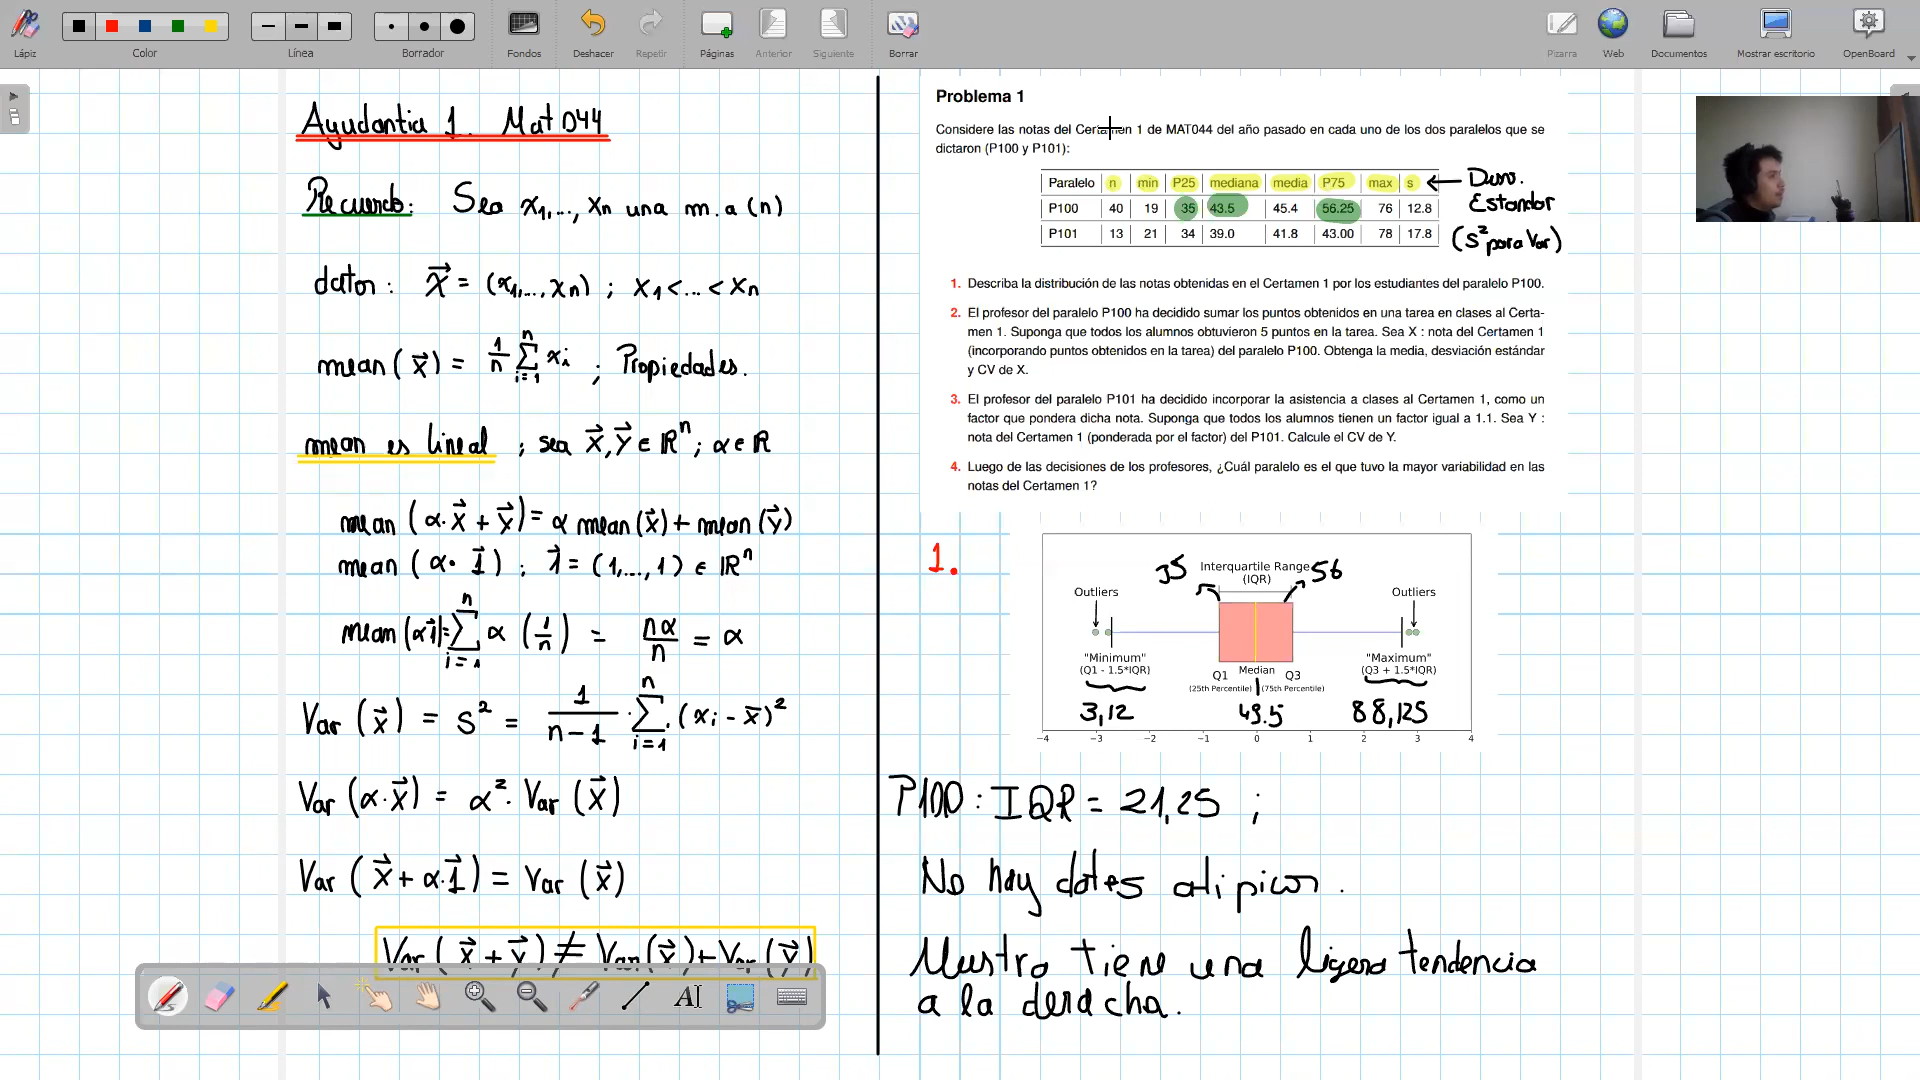 Lápiz Color Línea Borrador Fondos Deshacer Repetir Páginas Anterior Siguiente Borrar Pizarra Web Documentos Mostrar escritorio OpenBoard
Ayudantia 1. Mat 044
Recuerdo: Sea x₁,..., xn una m.a (n)
dator: x⃗ = (x₁,..., xn) ; x₁<...<xn
mean (x⃗) = 1/n Σ_{i=1}^{n} xi ; Propiedades.
mean es lineal ; sea x⃗, y⃗ ∈ ℝⁿ; α ∈ ℝ
mean (α·x⃗ + y⃗) = α mean (x⃗) + mean (y⃗)
mean (α· 1⃗) ; 1⃗ = (1,...,1) ∈ ℝⁿ
mean (α1⃗) = Σ_{i=1}^{n} α (1/n) = nα/n = α
Var (x⃗) = S² = 1/(n-1) · Σ_{i=1}^{n} (xi - x̄)²
Var (α·x⃗) = α² · Var (x⃗)
Var (x⃗ + α·1⃗) = Var (x⃗)
Var (x⃗ + y⃗) ≠ Var(x⃗) + Var (y⃗)
AI
Problema 1
Considere las notas del Certamen 1 de MAT044 del año pasado en cada uno de los dos paralelos que se
dictaron (P100 y P101):
Paralelo n min P25 mediana media P75 max s
P100 40 19 35 43.5 45.4 56.25 76 12.8
P101 13 21 34 39.0 41.8 43.00 78 17.8
← Desv.
Estandar
(S² para Var)
1. Describa la distribución de las notas obtenidas en el Certamen 1 por los estudiantes del paralelo P100.
2. El profesor del paralelo P100 ha decidido sumar los puntos obtenidos en una tarea en clases al Certa-
men 1. Suponga que todos los alumnos obtuvieron 5 puntos en la tarea. Sea X : nota del Certamen 1
(incorporando puntos obtenidos en la tarea) del paralelo P100. Obtenga la media, desviación estándar
y CV de X.
3. El profesor del paralelo P101 ha decidido incorporar la asistencia a clases al Certamen 1, como un
factor que pondera dicha nota. Suponga que todos los alumnos tienen un factor igual a 1.1. Sea Y :
nota del Certamen 1 (ponderada por el factor) del P101. Calcule el CV de Y.
4. Luego de las decisiones de los profesores, ¿Cuál paralelo es el que tuvo la mayor variabilidad en las
notas del Certamen 1?
1.
35 Interquartile Range 56
(IQR)
Outliers Outliers
"Minimum" "Maximum"
(Q1 - 1.5*IQR) Q1 Median Q3 (Q3 + 1.5*IQR)
(25th Percentile) (75th Percentile)
3,12 43.5 88,125
−4 −3 −2 −1 0 1 2 3 4
P100 : IQR = 21,25 ;
No hay datos atipicos.
Muestra tiene una ligera tendencia
a la derecha.